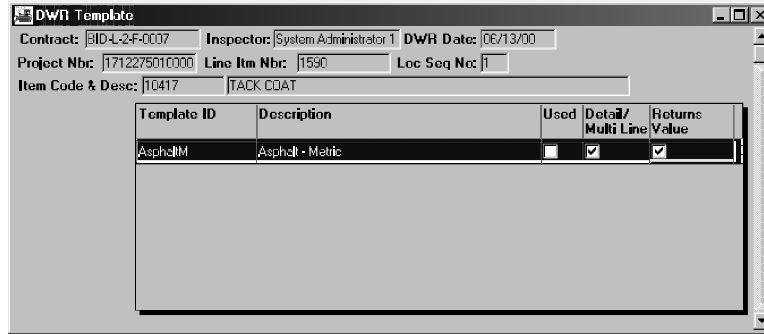 DWR Template
Contract: BID-L-2-F-0007 Inspector: System Administrator 1 DWR Date: 06/13/00
Project Nbr: 1712275010000 Line Itm Nbr: 1590 Loc Seq No: 1
Item Code & Desc: 10417 TACK COAT
Template ID Description Used Detail/ Returns
Multi Line Value
AsphaltM Asphalt - Metric